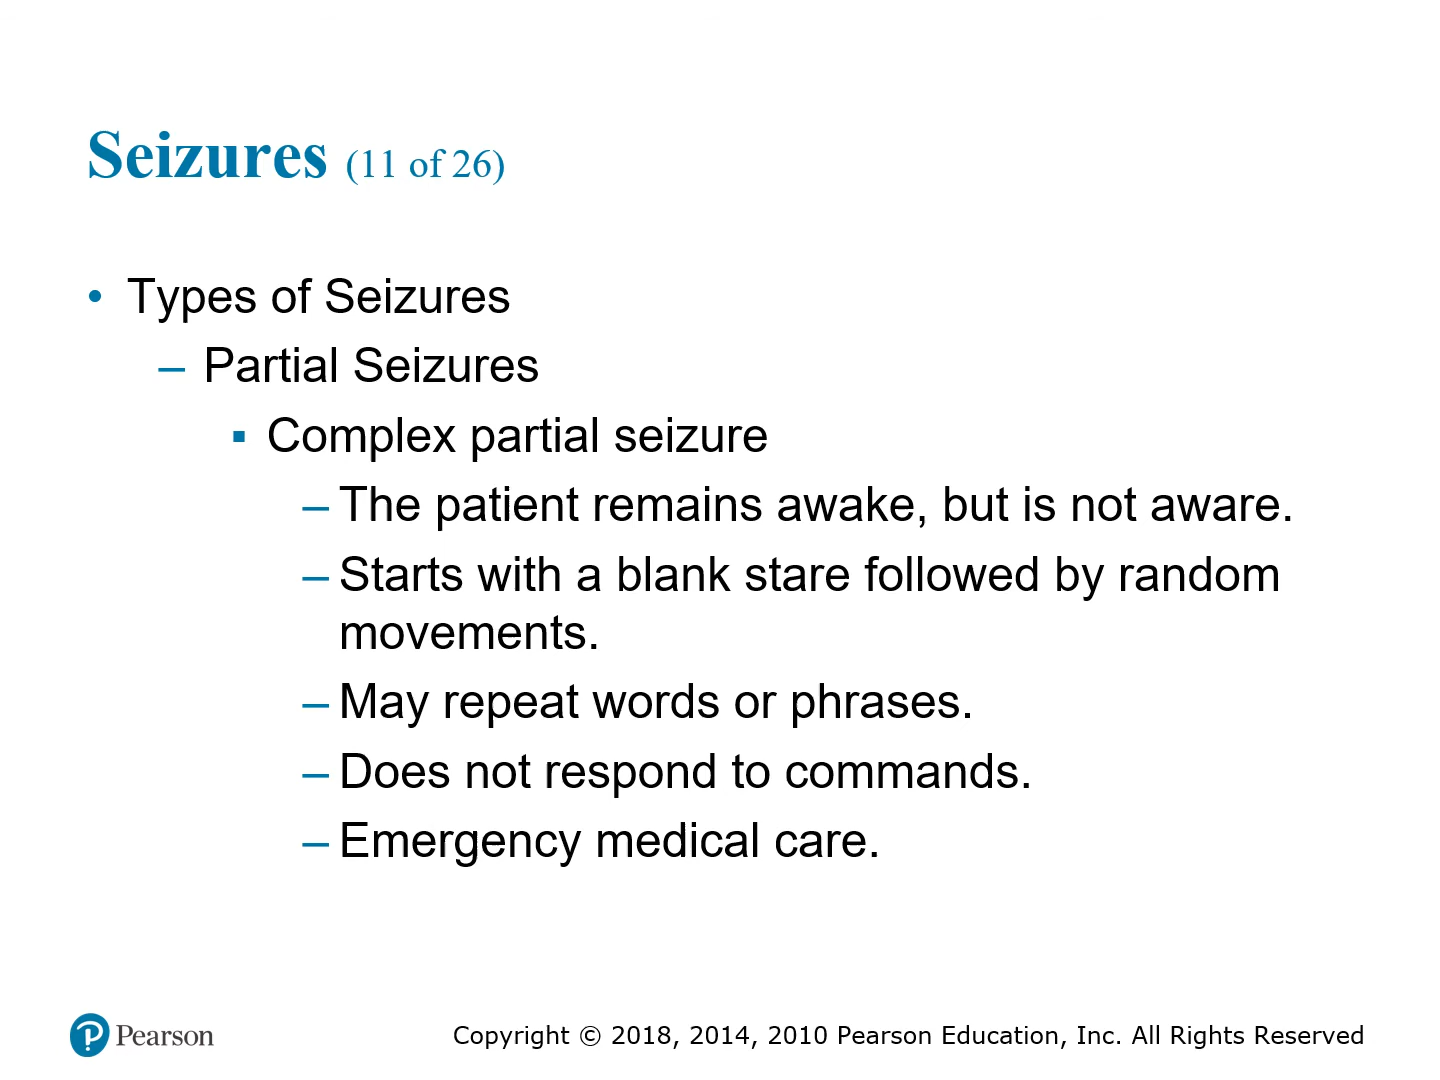 Seizures (11 of 26)
• Types of Seizures
– Partial Seizures
▪ Complex partial seizure
– The patient remains awake, but is not aware.
– Starts with a blank stare followed by random
movements.
– May repeat words or phrases.
– Does not respond to commands.
– Emergency medical care.
Pearson
Copyright © 2018, 2014, 2010 Pearson Education, Inc. All Rights Reserved